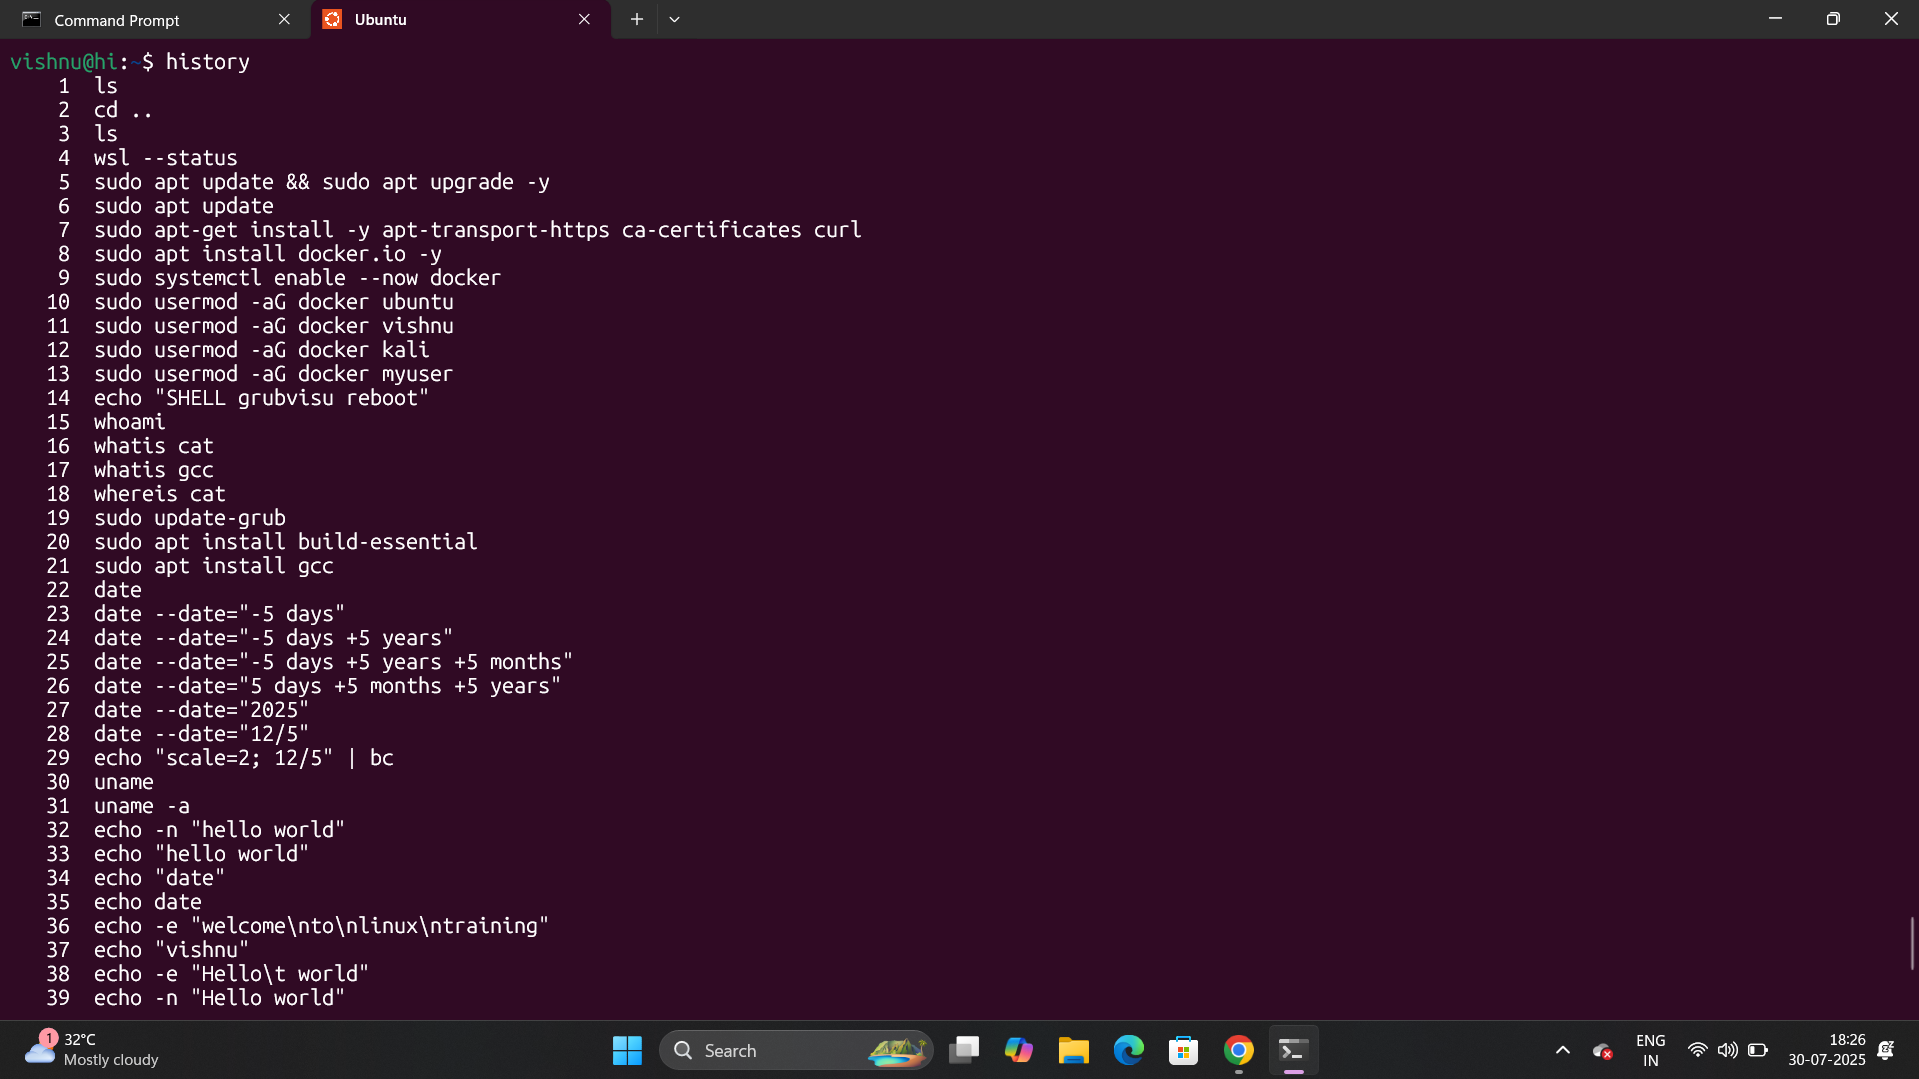 Command Prompt
Ubuntu
vishnu@hi:~$ history
1 ls
2 cd ..
3 ls
4 wsl --status
5 sudo apt update && sudo apt upgrade -y
6 sudo apt update
7 sudo apt-get install -y apt-transport-https ca-certificates curl
8 sudo apt install docker.io -y
9 sudo systemctl enable --now docker
10 sudo usermod -aG docker ubuntu
11 sudo usermod -aG docker vishnu
12 sudo usermod -aG docker kali
13 sudo usermod -aG docker myuser
14 echo "SHELL grubvisu reboot"
15 whoami
16 whatis cat
17 whatis gcc
18 whereis cat
19 sudo update-grub
20 sudo apt install build-essential
21 sudo apt install gcc
22 date
23 date --date="-5 days"
24 date --date="-5 days +5 years"
25 date --date="-5 days +5 years +5 months"
26 date --date="5 days +5 months +5 years"
27 date --date="2025"
28 date --date="12/5"
29 echo "scale=2; 12/5" | bc
30 uname
31 uname -a
32 echo -n "hello world"
33 echo "hello world"
34 echo "date"
35 echo date
36 echo -e "welcome\nto\nlinux\ntraining"
37 echo "vishnu"
38 echo -e "Hello\t world"
39 echo -n "Hello world"
1
32°C
Mostly cloudy
Search
ENG
IN
18:26
30-07-2025